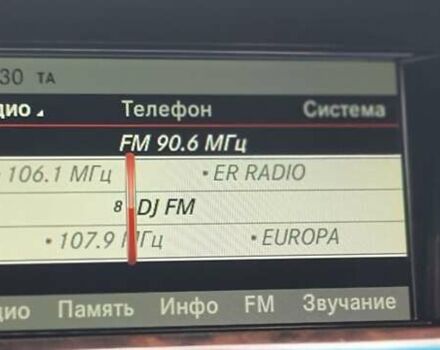 30 TA
дио Телефон Система
FM 90.6 МГц
• 106.1 МГц • ER RADIO
8 DJ FM
• 107.9 МГц • EUROPA
дио Память Инфо FM Звучание